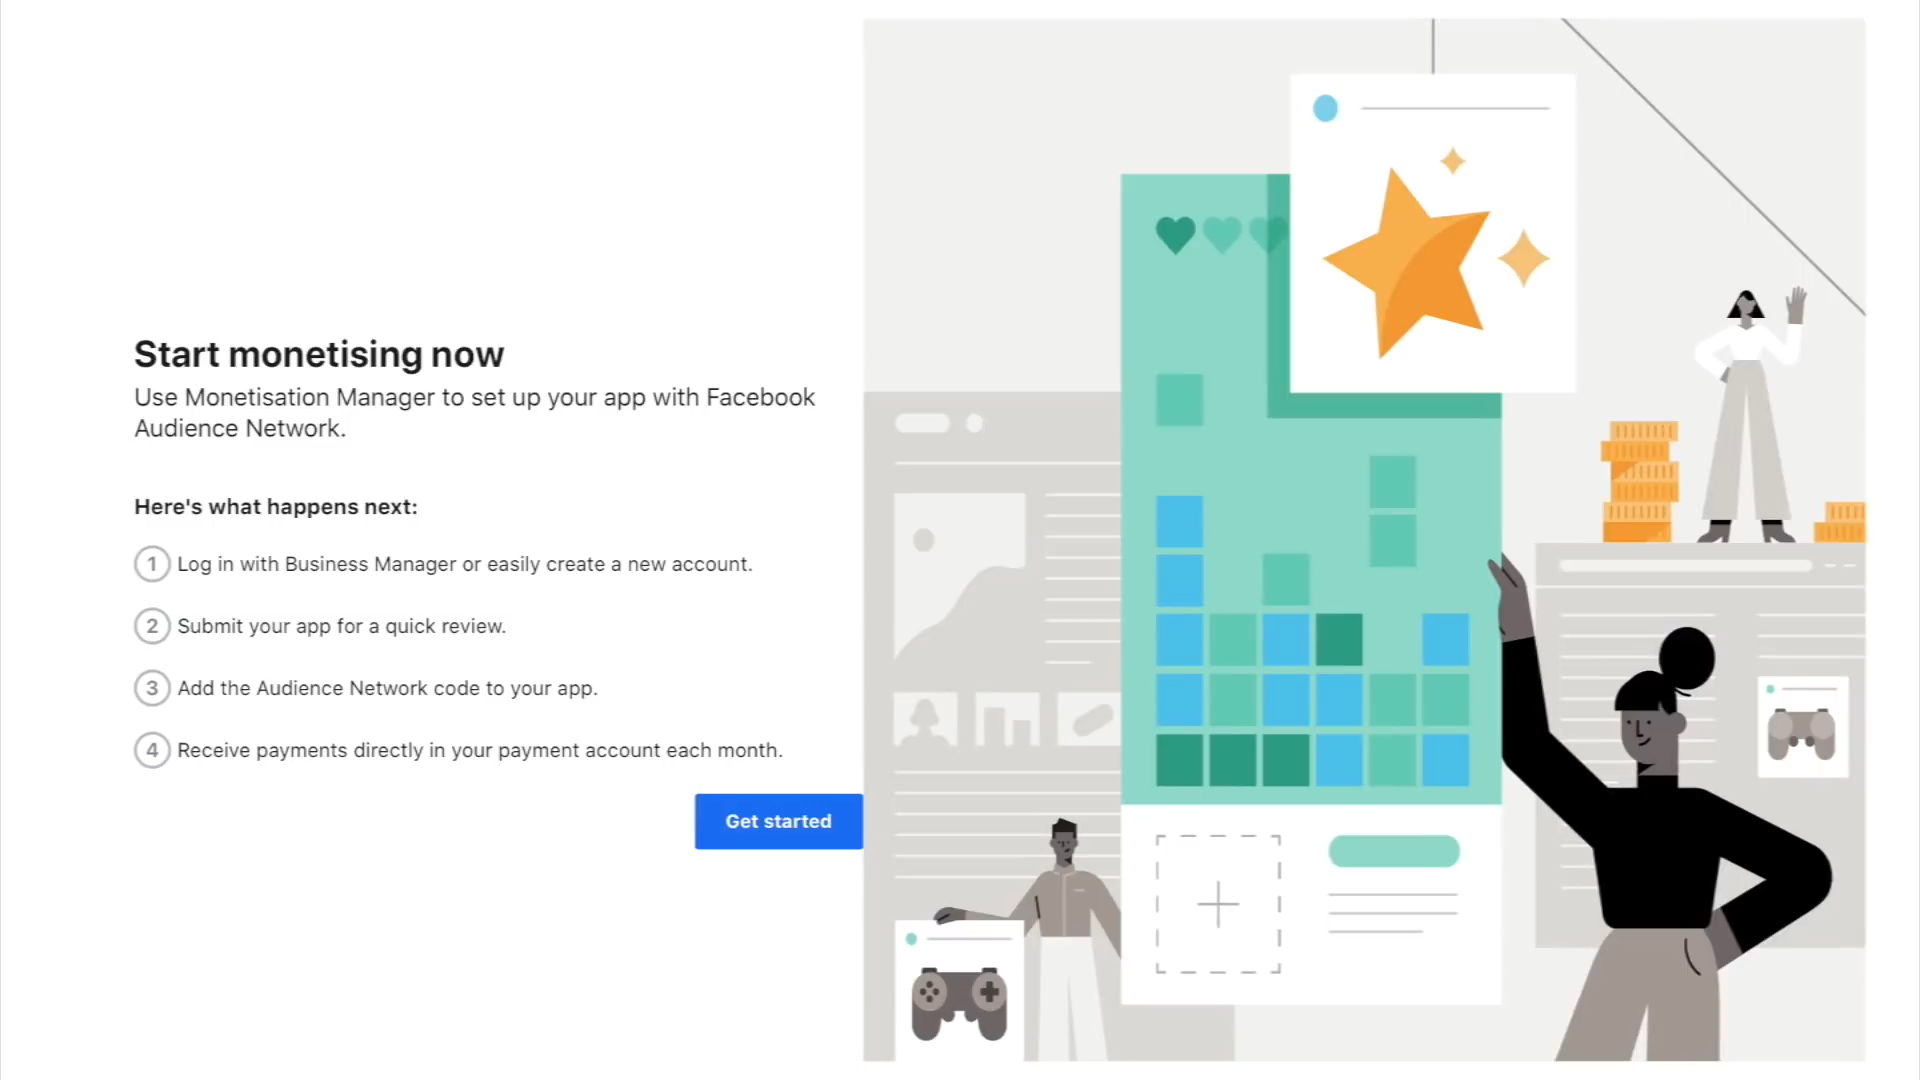 Start monetising now
Use Monetisation Manager to set up your app with Facebook
Audience Network.
Here's what happens next:
1 Log in with Business Manager or easily create a new account.
2 Submit your app for a quick review.
3 Add the Audience Network code to your app.
4 Receive payments directly in your payment account each month.
Get started